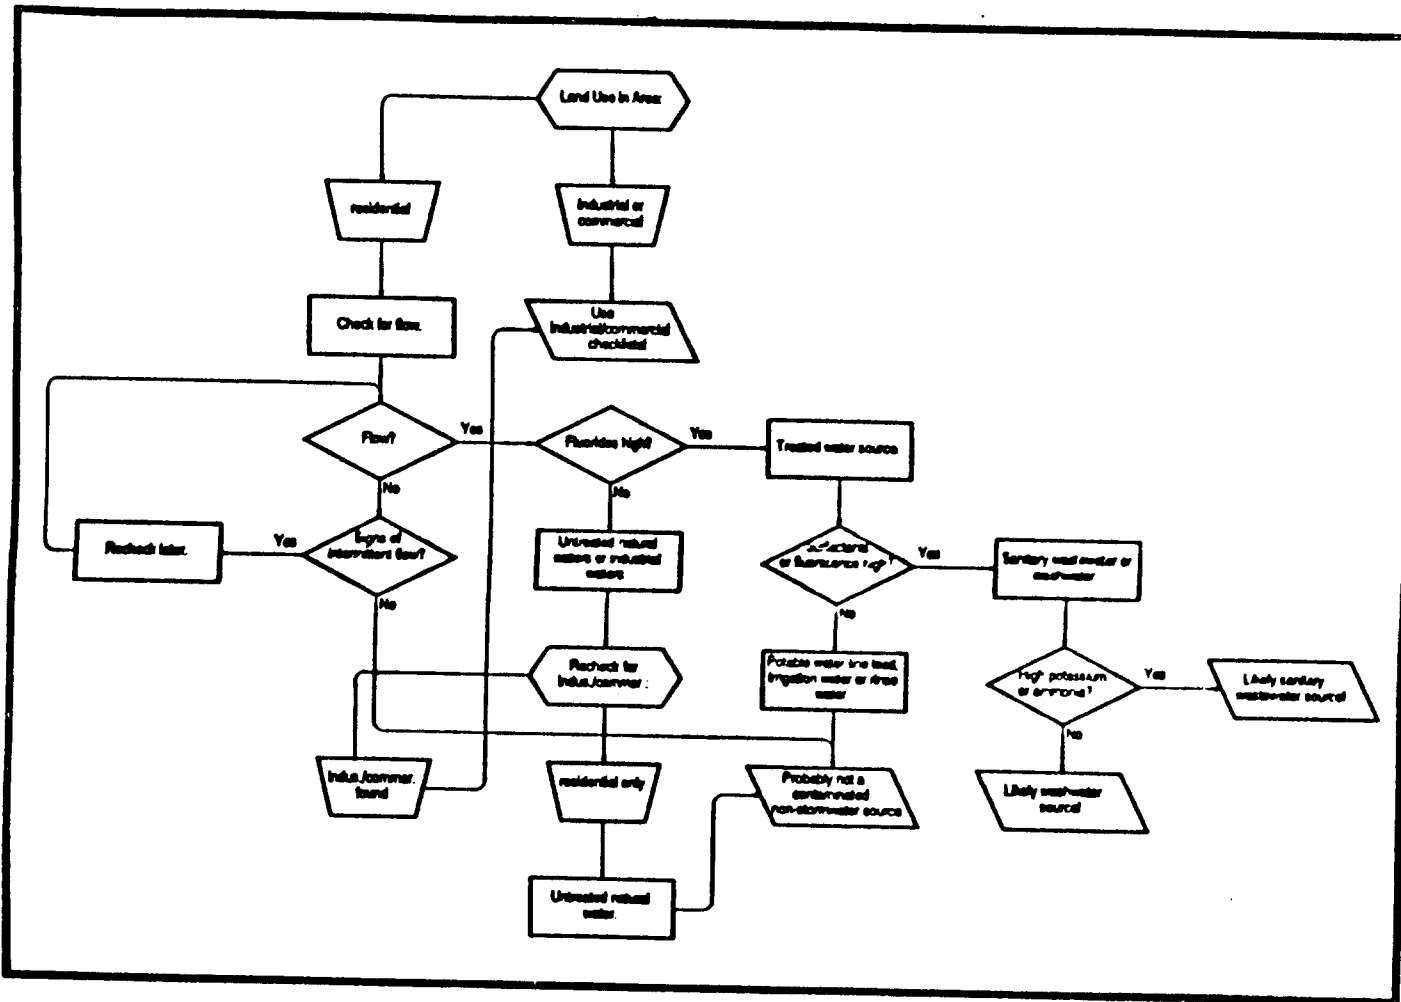 Land Use in Area:
residential
Industrial or
commercial
Check for flow.
Use
industrial/commercial
checklists!
Flow?
Yes
Fluorides high?
Yes
Treated water source
No
No
Recheck later.
Yes
Signs of
intermittent flow?
Untreated natural
waters or industrial
waters
Surfactants
or fluorescence high?
Yes
Sanitary wastewater or
washwater
No
No
Recheck for
indus./commer.:
Potable water line
Irrigation water or rinse
water
High potassium
or ammonia?
Yes
Likely sanitary
wastewater source!
No
Indus./commer.
found
residential only
Probably not a
contaminated
non-stormwater source
Likely washwater
source!
Untreated natural
water.